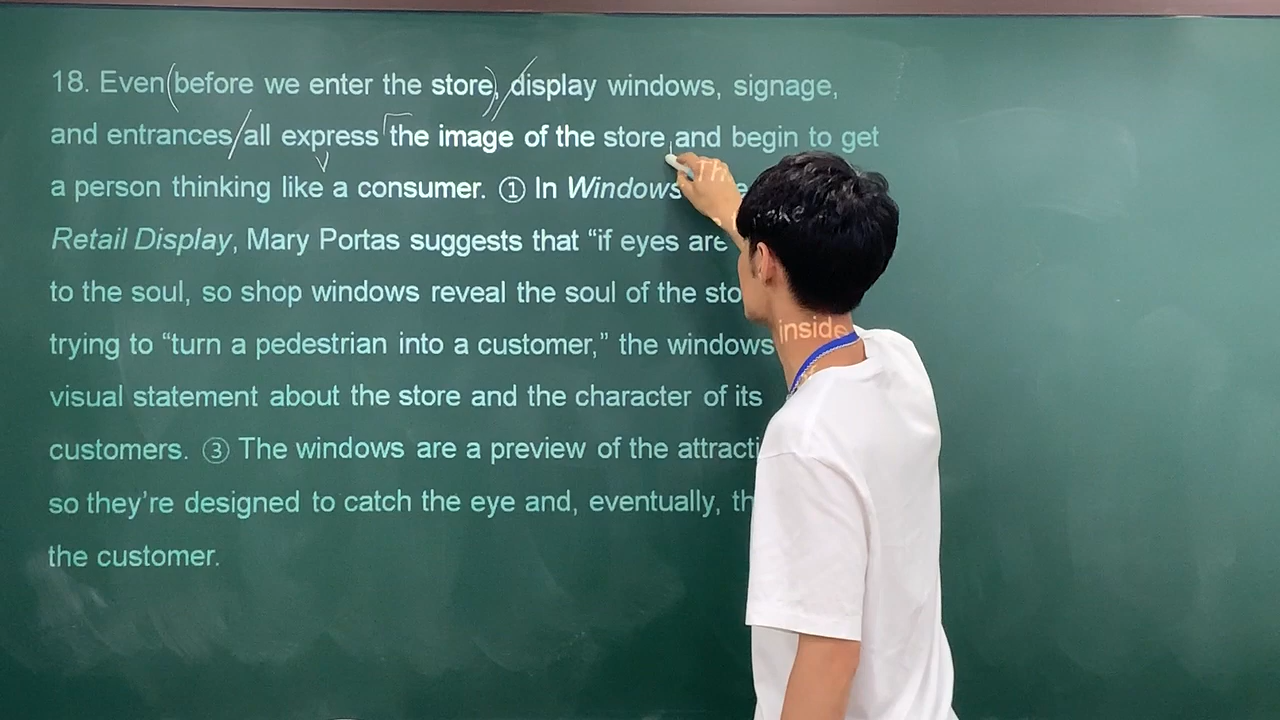 18. Even before we enter the store, display windows, signage,
and entrances all express the image of the store and begin to get
a person thinking like a consumer. ① In Windows
Retail Display, Mary Portas suggests that “if eyes are
to the soul, so shop windows reveal the soul of the
trying to “turn a pedestrian into a customer,” the windows
visual statement about the store and the character of its
customers. ③ The windows are a preview of the inside
so they’re designed to catch the eye and, eventually,
the customer.